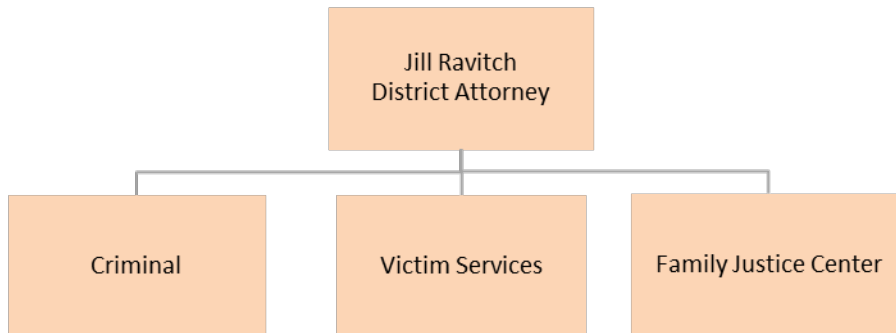 Jill Ravitch
District Attorney
Criminal
Victim Services
Family Justice Center